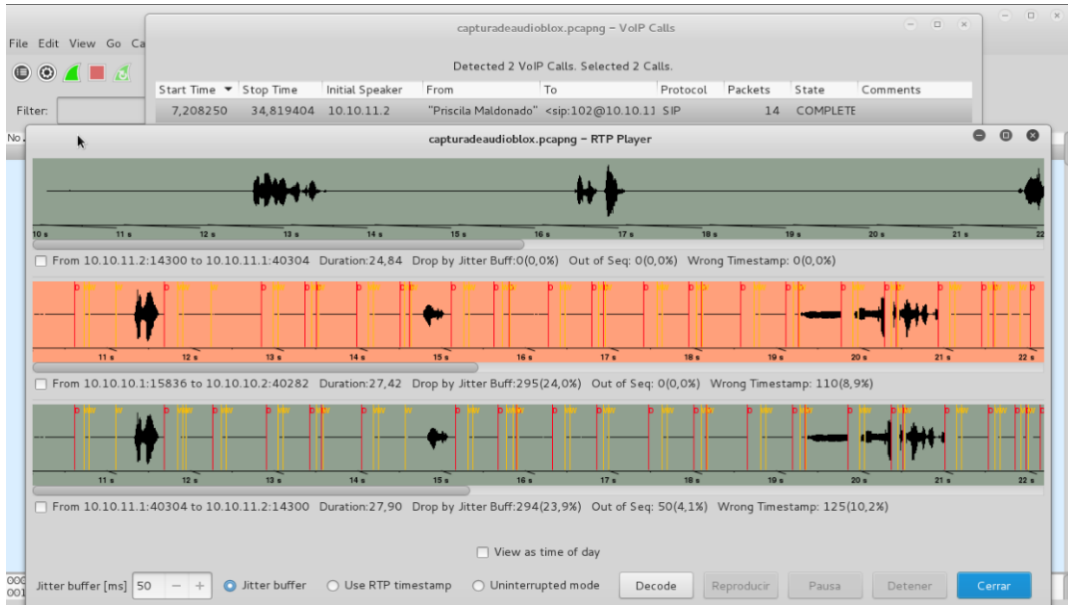 capturadeaudioblox.pcapng – VoIP Calls
File Edit View Go Ca
Detected 2 VoIP Calls. Selected 2 Calls.
Start Time Stop Time Initial Speaker From To Protocol Packets State Comments
Filter:
7,208250 34,819404 10.10.11.2 "Priscila Maldonado" <sip:102@10.10.11 SIP 14 COMPLETE
No.
capturadeaudioblox.pcapng – RTP Player
10 s 11 s 12 s 13 s 14 s 15 s 16 s 17 s 18 s 19 s 20 s 21 s 22
From 10.10.11.2:14300 to 10.10.11.1:40304 Duration:24,84 Drop by Jitter Buff:0(0,0%) Out of Seq: 0(0,0%) Wrong Timestamp: 0(0,0%)
11 s 12 s 13 s 14 s 15 s 16 s 17 s 18 s 19 s 20 s 21 s 22 s
From 10.10.10.1:15836 to 10.10.10.2:40282 Duration:27,42 Drop by Jitter Buff:295(24,0%) Out of Seq: 0(0,0%) Wrong Timestamp: 110(8,9%)
11 s 12 s 13 s 14 s 15 s 16 s 17 s 18 s 19 s 20 s 21 s 22 s
From 10.10.11.1:40304 to 10.10.11.2:14300 Duration:27,90 Drop by Jitter Buff:294(23,9%) Out of Seq: 50(4,1%) Wrong Timestamp: 125(10,2%)
View as time of day
000
001
Jitter buffer [ms] 50 − + Jitter buffer Use RTP timestamp Uninterrupted mode Decode Reproducir Pausa Detener Cerrar